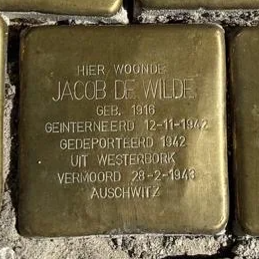 HIER WOONDE
JACOB DE WILDE
GEB. 1916
GEINTERNEERD 12-11-1942
GEDEPORTEERD 1942
UIT WESTERBORK
VERMOORD 28-2-1943
AUSCHWITZ